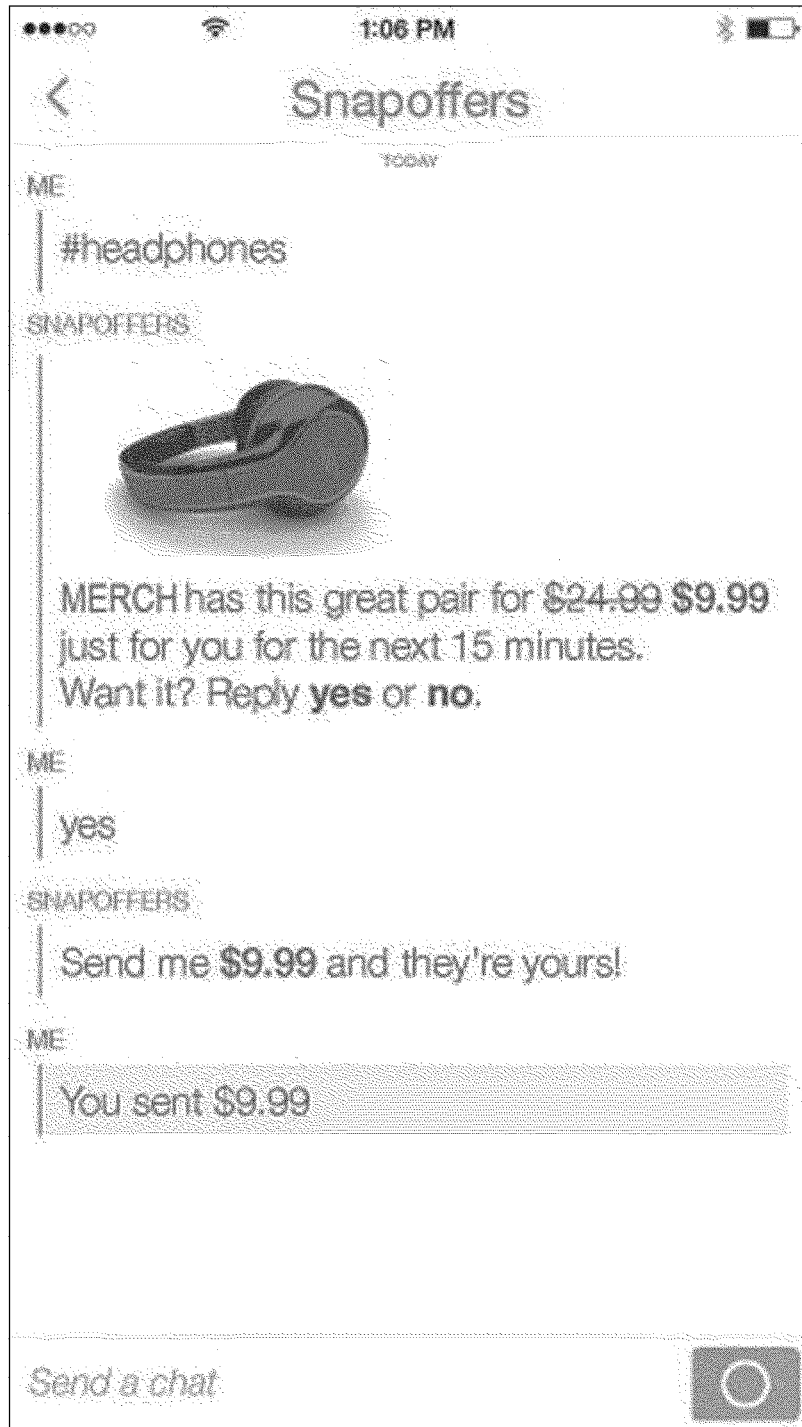 1:06 PM
Snapoffers
TODAY
ME
#headphones
SNAPOFFERS
MERCH has this great pair for $24.99 $9.99
just for you for the next 15 minutes.
Want it? Reply yes or no.
ME
yes
SNAPOFFERS
Send me $9.99 and they're yours!
ME
You sent $9.99
Send a chat